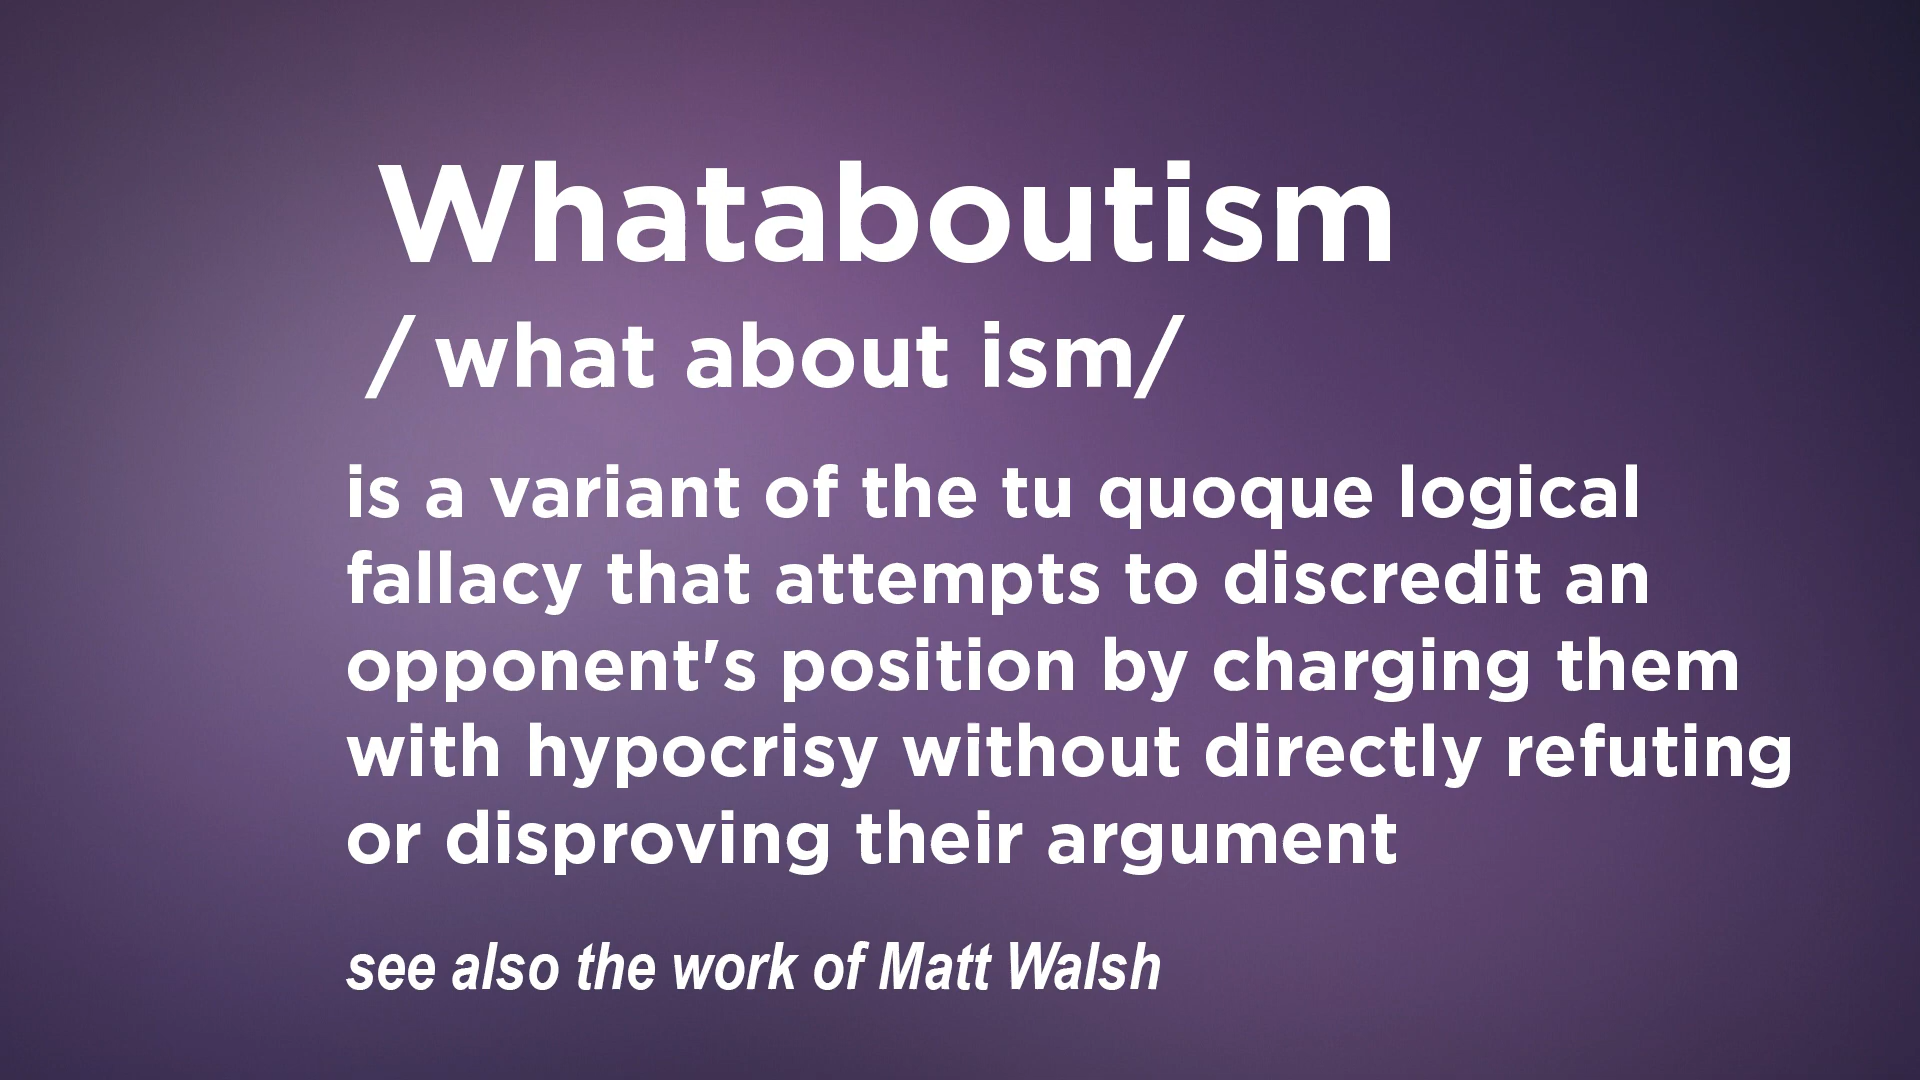 Whataboutism
/ what about ism/
is a variant of the tu quoque logical
fallacy that attempts to discredit an
opponent's position by charging them
with hypocrisy without directly refuting
or disproving their argument
see also the work of Matt Walsh